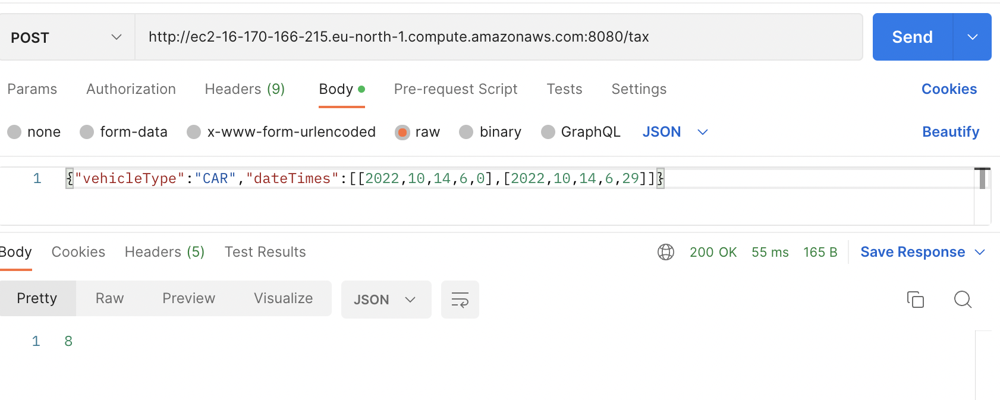 POST http://ec2-16-170-166-215.eu-north-1.compute.amazonaws.com:8080/tax Send
Params Authorization Headers (9) Body Pre-request Script Tests Settings Cookies
none form-data x-www-form-urlencoded raw binary GraphQL JSON Beautify
1 {"vehicleType":"CAR","dateTimes":[[2022,10,14,6,0],[2022,10,14,6,29]]}
Body Cookies Headers (5) Test Results 200 OK 55 ms 165 B Save Response
Pretty Raw Preview Visualize JSON
1 8